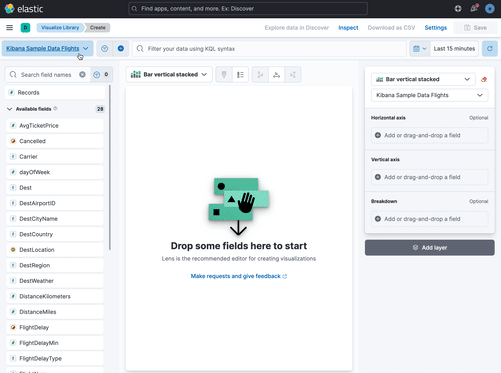 elastic
Find apps, content, and more. Ex: Discover
D
Visualize Library
Create
Explore data in Discover
Inspect
Download as CSV
Settings
Save
Kibana Sample Data Flights
Filter your data using KQL syntax
Last 15 minutes
Search field names
0
Records
Available fields
28
AvgTicketPrice
Cancelled
Carrier
dayOfWeek
Dest
DestAirportID
DestCityName
DestCountry
DestLocation
DestRegion
DestWeather
DistanceKilometers
DistanceMiles
FlightDelay
FlightDelayMin
FlightDelayType
Bar vertical stacked
Drop some fields here to start
Lens is the recommended editor for creating visualizations
Make requests and give feedback
Bar vertical stacked
Kibana Sample Data Flights
Horizontal axis
Optional
Add or drag-and-drop a field
Vertical axis
Add or drag-and-drop a field
Breakdown
Optional
Add or drag-and-drop a field
Add layer